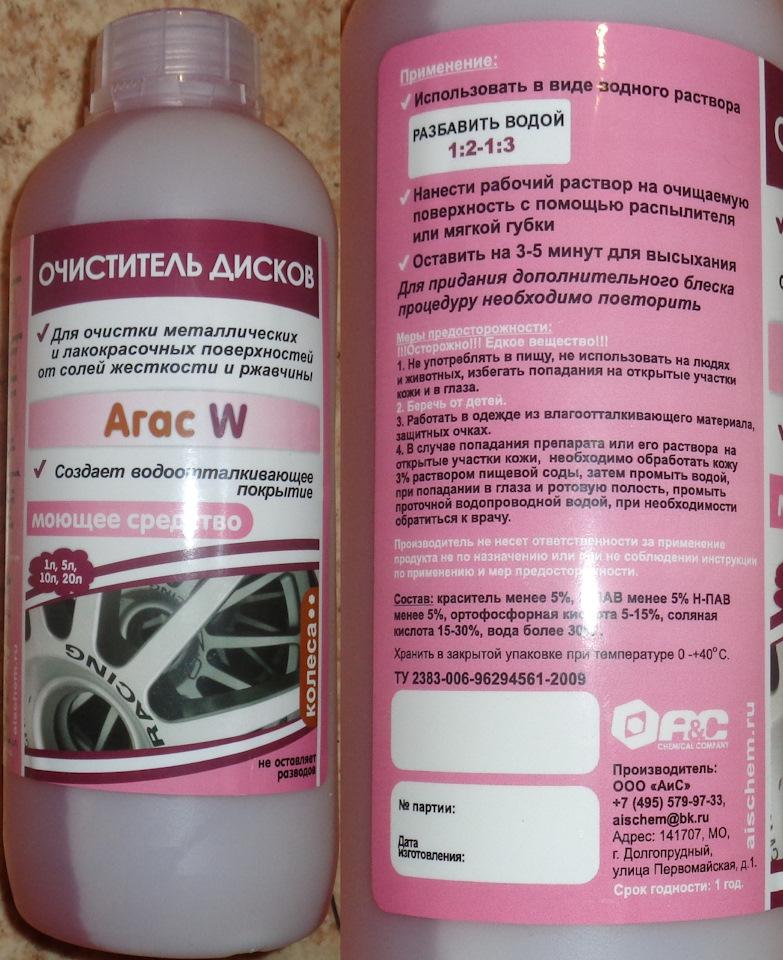 ОЧИСТИТЕЛЬ ДИСКОВ
Для очистки металлических
и лакокрасочных поверхностей
от солей жесткости и ржавчины
Агас W
Создает водоотталкивающее
покрытие
моющее средство
1л, 5л,
10л, 20л
RACING
колеса
aischem.ru
не оставляет
разводов
Применение:
Использовать в виде водного раствора
РАЗБАВИТЬ ВОДОЙ
1:2-1:3
Нанести рабочий раствор на очищаемую
поверхность с помощью распылителя
или мягкой губки
Оставить на 3-5 минут для высыхания
Для придания дополнительного блеска
процедуру необходимо повторить
Меры предосторожности:
!!!Осторожно!!! Едкое вещество!!!
1. Не употреблять в пищу, не использовать на людях
и животных, избегать попадания на открытые участки
кожи и в глаза.
2. Беречь от детей.
3. Работать в одежде из влагоотталкивающего материала,
защитных очках.
4. В случае попадания препарата или его раствора на
открытые участки кожи, необходимо обработать кожу
3% раствором пищевой соды, затем промыть водой,
при попадании в глаза и ротовую полость, промыть
проточной водопроводной водой, при необходимости
обратиться к врачу.
Производитель не несет ответственности за применение
продукта не по назначению или при не соблюдении инструкции
по применению и мер предосторожности.
Состав: краситель менее 5%, менее 5% Н-ПАВ
менее 5%, ортофосфорная кислота 5-15%, соляная
кислота 15-30%, вода более
Хранить в закрытой упаковке при температуре 0 -+40°С.
ТУ 2383-006-96294561-2009
A&C
CHEMICAL COMPANY
aischem.ru
№ партии:
Дата
изготовления:
Производитель:
ООО «АиС»
+7 (495) 579-97-33,
aischem@bk.ru
Адрес: 141707, МО,
г. Долгопрудный,
улица Первомайская, д.1.
Срок годности: 1 год.